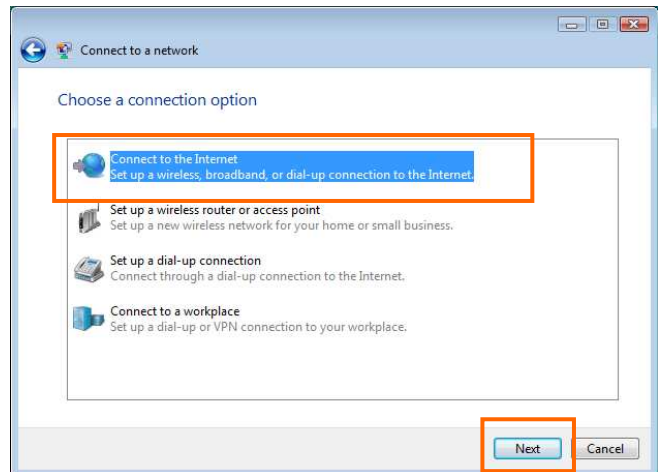 Connect to a network
Choose a connection option
Connect to the Internet
Set up a wireless, broadband, or dial-up connection to the Internet.
Set up a wireless router or access point
Set up a new wireless network for your home or small business.
Set up a dial-up connection
Connect through a dial-up connection to the Internet.
Connect to a workplace
Set up a dial-up or VPN connection to your workplace.
Next Cancel